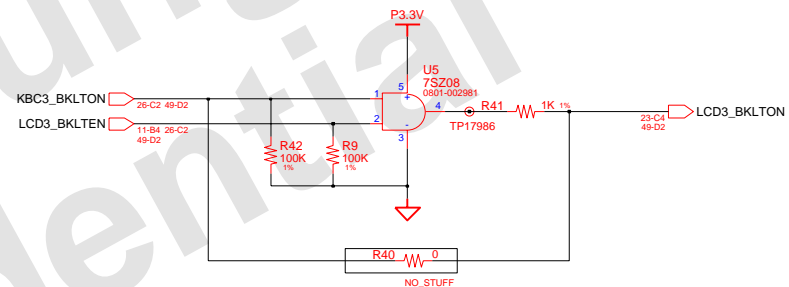 P3.3V
U5
7SZ08
0801-002981
5
+
KBC3_BKLTON
26-C2 49-D2
1
4
R41
1K 1%
LCD3_BKLTON
LCD3_BKLTEN
11-B4 26-C2
49-D2
2
-
3
TP17986
23-C4
49-D2
R42
100K
1%
R9
100K
1%
R40
0
NO_STUFF
dential